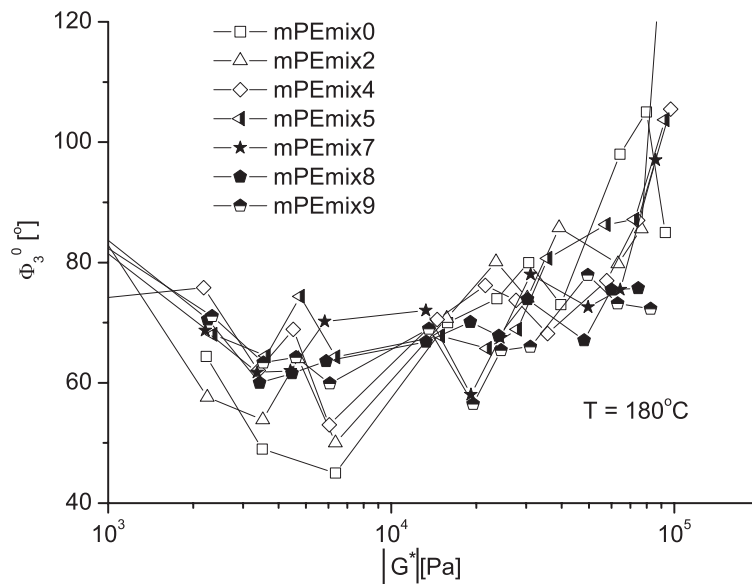 120
100
80
60
40
Φ₃⁰ [°]
mPEmix0
mPEmix2
mPEmix4
mPEmix5
mPEmix7
mPEmix8
mPEmix9
T = 180°C
10³
10⁴
10⁵
|G*|[Pa]